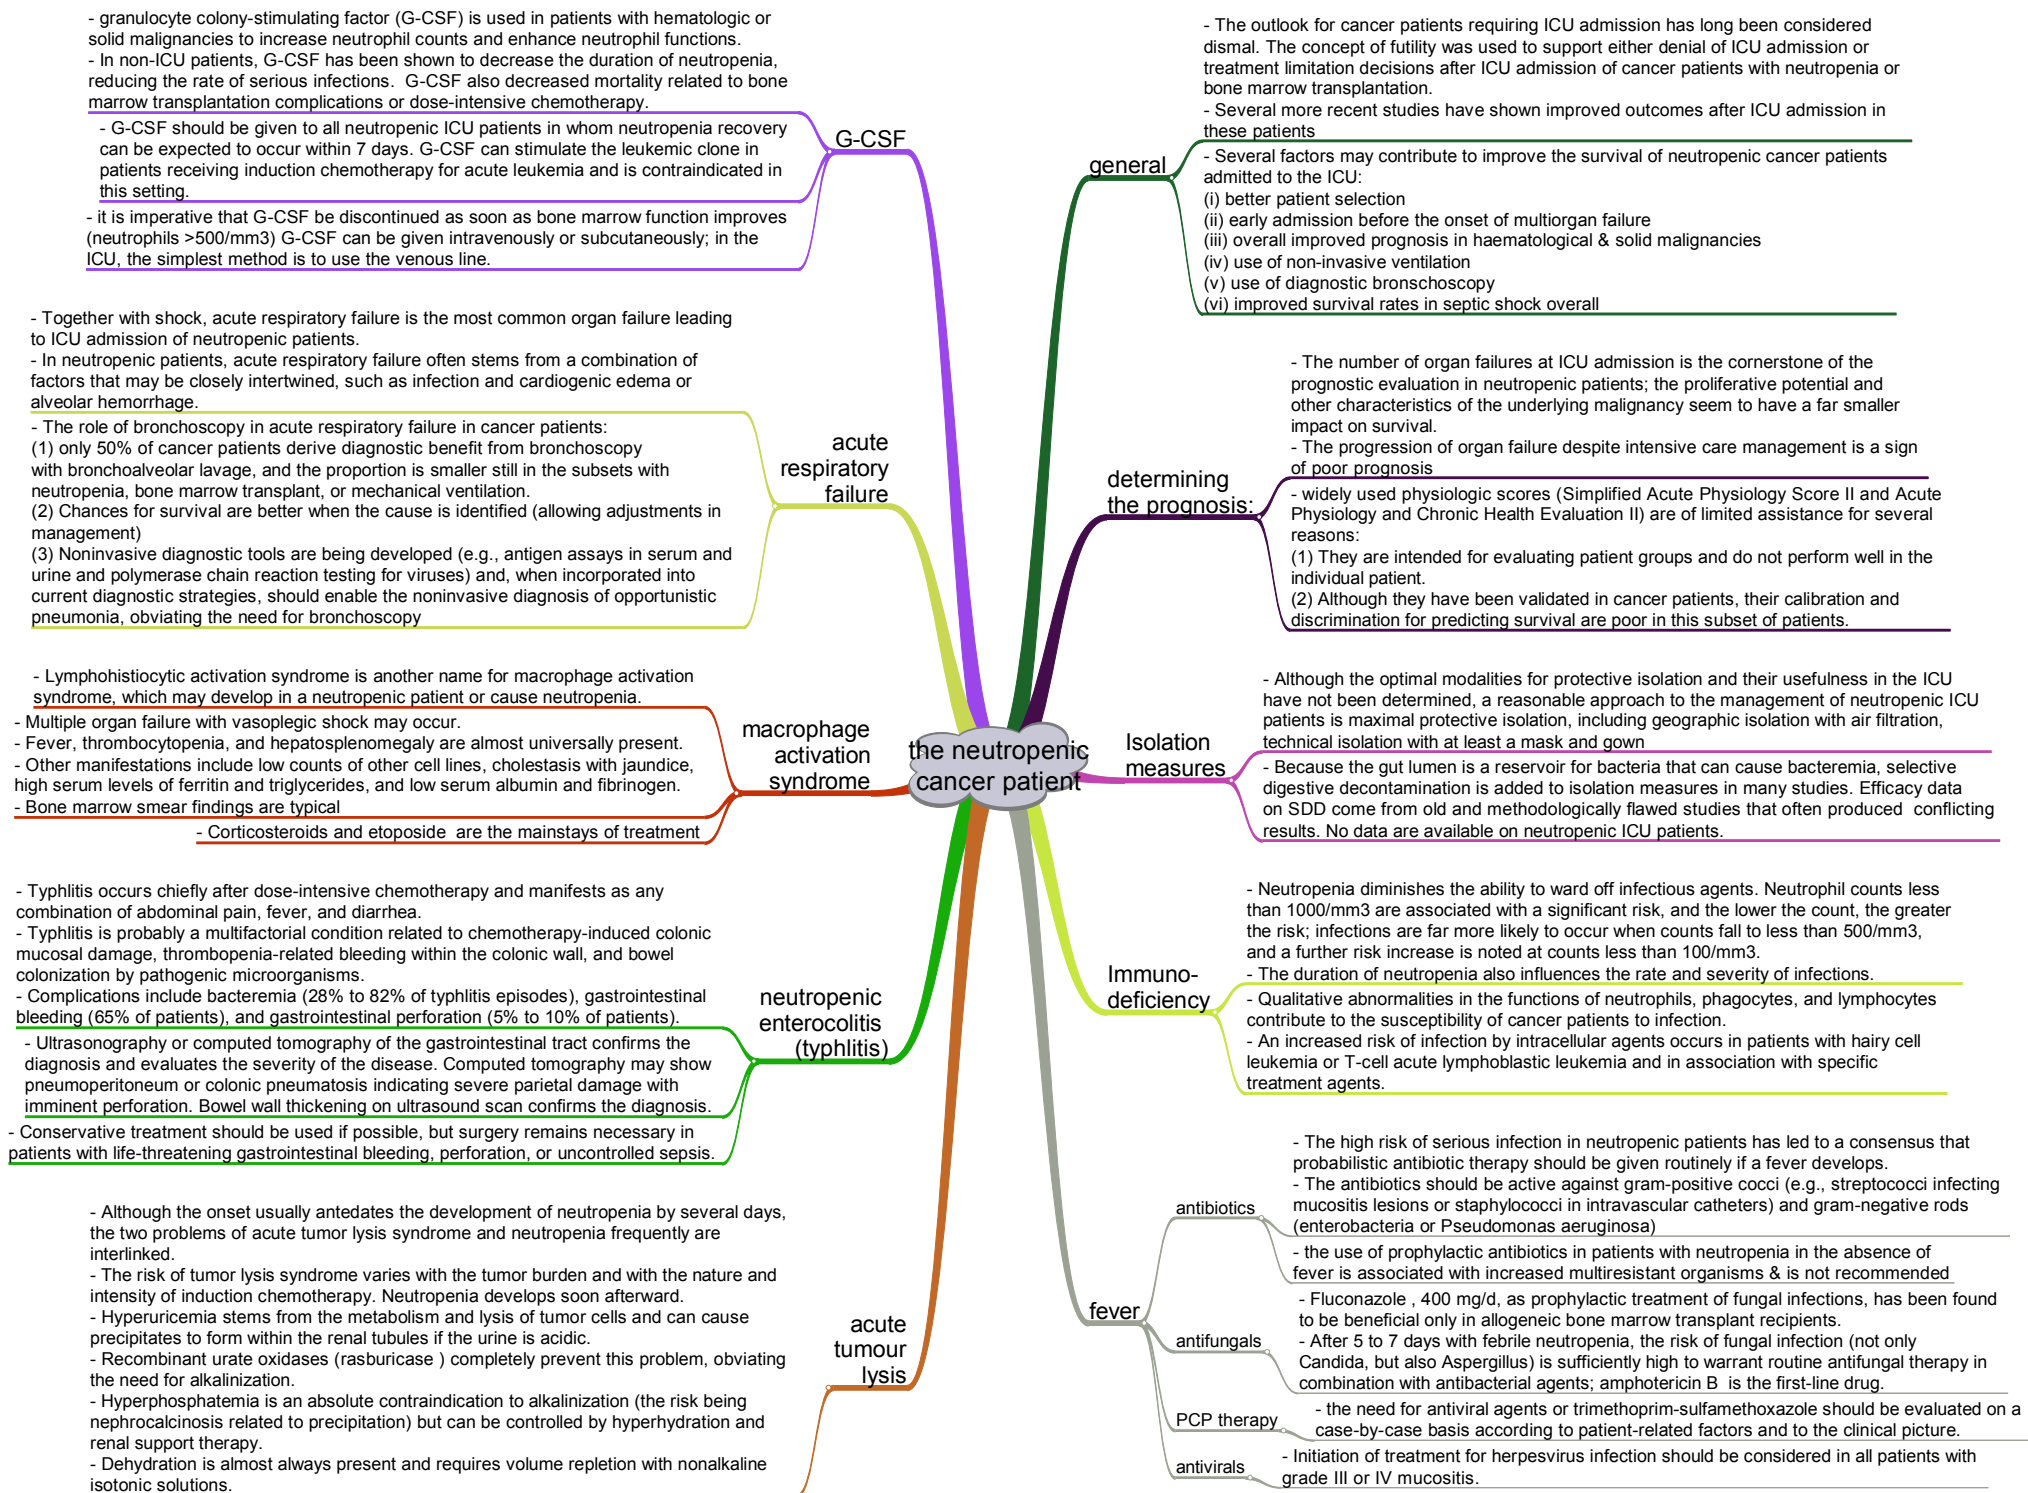 the neutropenic
cancer patient
general
- The outlook for cancer patients requiring ICU admission has long been considered
dismal. The concept of futility was used to support either denial of ICU admission or
treatment limitation decisions after ICU admission of cancer patients with neutropenia or
bone marrow transplantation.
- Several more recent studies have shown improved outcomes after ICU admission in
these patients
- Several factors may contribute to improve the survival of neutropenic cancer patients
admitted to the ICU:
(i) better patient selection
(ii) early admission before the onset of multiorgan failure
(iii) overall improved prognosis in haematological & solid malignancies
(iv) use of non-invasive ventilation
(v) use of diagnostic bronschoscopy
(vi) improved survival rates in septic shock overall
determining
the prognosis:
- The number of organ failures at ICU admission is the cornerstone of the
prognostic evaluation in neutropenic patients; the proliferative potential and
other characteristics of the underlying malignancy seem to have a far smaller
impact on survival.
- The progression of organ failure despite intensive care management is a sign
of poor prognosis
- widely used physiologic scores (Simplified Acute Physiology Score II and Acute
Physiology and Chronic Health Evaluation II) are of limited assistance for several
reasons:
(1) They are intended for evaluating patient groups and do not perform well in the
individual patient.
(2) Although they have been validated in cancer patients, their calibration and
discrimination for predicting survival are poor in this subset of patients.
Isolation
measures
- Although the optimal modalities for protective isolation and their usefulness in the ICU
have not been determined, a reasonable approach to the management of neutropenic ICU
patients is maximal protective isolation, including geographic isolation with air filtration,
technical isolation with at least a mask and gown
- Because the gut lumen is a reservoir for bacteria that can cause bacteremia, selective
digestive decontamination is added to isolation measures in many studies. Efficacy data
on SDD come from old and methodologically flawed studies that often produced conflicting
results. No data are available on neutropenic ICU patients.
Immuno-
deficiency
- Neutropenia diminishes the ability to ward off infectious agents. Neutrophil counts less
than 1000/mm3 are associated with a significant risk, and the lower the count, the greater
the risk; infections are far more likely to occur when counts fall to less than 500/mm3,
and a further risk increase is noted at counts less than 100/mm3.
- The duration of neutropenia also influences the rate and severity of infections.
- Qualitative abnormalities in the functions of neutrophils, phagocytes, and lymphocytes
contribute to the susceptibility of cancer patients to infection.
- An increased risk of infection by intracellular agents occurs in patients with hairy cell
leukemia or T-cell acute lymphoblastic leukemia and in association with specific
treatment agents.
fever
antibiotics
- The high risk of serious infection in neutropenic patients has led to a consensus that
probabilistic antibiotic therapy should be given routinely if a fever develops.
- The antibiotics should be active against gram-positive cocci (e.g., streptococci infecting
mucositis lesions or staphylococci in intravascular catheters) and gram-negative rods
(enterobacteria or Pseudomonas aeruginosa)
- the use of prophylactic antibiotics in patients with neutropenia in the absence of
fever is associated with increased multiresistant organisms & is not recommended
antifungals
- Fluconazole , 400 mg/d, as prophylactic treatment of fungal infections, has been found
to be beneficial only in allogeneic bone marrow transplant recipients.
- After 5 to 7 days with febrile neutropenia, the risk of fungal infection (not only
Candida, but also Aspergillus) is sufficiently high to warrant routine antifungal therapy in
combination with antibacterial agents; amphotericin B is the first-line drug.
PCP therapy
- the need for antiviral agents or trimethoprim-sulfamethoxazole should be evaluated on a
case-by-case basis according to patient-related factors and to the clinical picture.
antivirals
- Initiation of treatment for herpesvirus infection should be considered in all patients with
grade III or IV mucositis.
G-CSF
- granulocyte colony-stimulating factor (G-CSF) is used in patients with hematologic or
solid malignancies to increase neutrophil counts and enhance neutrophil functions.
- In non-ICU patients, G-CSF has been shown to decrease the duration of neutropenia,
reducing the rate of serious infections. G-CSF also decreased mortality related to bone
marrow transplantation complications or dose-intensive chemotherapy.
- G-CSF should be given to all neutropenic ICU patients in whom neutropenia recovery
can be expected to occur within 7 days. G-CSF can stimulate the leukemic clone in
patients receiving induction chemotherapy for acute leukemia and is contraindicated in
this setting.
- it is imperative that G-CSF be discontinued as soon as bone marrow function improves
(neutrophils >500/mm3) G-CSF can be given intravenously or subcutaneously; in the
ICU, the simplest method is to use the venous line.
acute
respiratory
failure
- Together with shock, acute respiratory failure is the most common organ failure leading
to ICU admission of neutropenic patients.
- In neutropenic patients, acute respiratory failure often stems from a combination of
factors that may be closely intertwined, such as infection and cardiogenic edema or
alveolar hemorrhage.
- The role of bronchoscopy in acute respiratory failure in cancer patients:
(1) only 50% of cancer patients derive diagnostic benefit from bronchoscopy
with bronchoalveolar lavage, and the proportion is smaller still in the subsets with
neutropenia, bone marrow transplant, or mechanical ventilation.
(2) Chances for survival are better when the cause is identified (allowing adjustments in
management)
(3) Noninvasive diagnostic tools are being developed (e.g., antigen assays in serum and
urine and polymerase chain reaction testing for viruses) and, when incorporated into
current diagnostic strategies, should enable the noninvasive diagnosis of opportunistic
pneumonia, obviating the need for bronchoscopy
macrophage
activation
syndrome
- Lymphohistiocytic activation syndrome is another name for macrophage activation
syndrome, which may develop in a neutropenic patient or cause neutropenia.
- Multiple organ failure with vasoplegic shock may occur.
- Fever, thrombocytopenia, and hepatosplenomegaly are almost universally present.
- Other manifestations include low counts of other cell lines, cholestasis with jaundice,
high serum levels of ferritin and triglycerides, and low serum albumin and fibrinogen.
- Bone marrow smear findings are typical
- Corticosteroids and etoposide are the mainstays of treatment
neutropenic
enterocolitis
(typhlitis)
- Typhlitis occurs chiefly after dose-intensive chemotherapy and manifests as any
combination of abdominal pain, fever, and diarrhea.
- Typhlitis is probably a multifactorial condition related to chemotherapy-induced colonic
mucosal damage, thrombopenia-related bleeding within the colonic wall, and bowel
colonization by pathogenic microorganisms.
- Complications include bacteremia (28% to 82% of typhlitis episodes), gastrointestinal
bleeding (65% of patients), and gastrointestinal perforation (5% to 10% of patients).
- Ultrasonography or computed tomography of the gastrointestinal tract confirms the
diagnosis and evaluates the severity of the disease. Computed tomography may show
pneumoperitoneum or colonic pneumatosis indicating severe parietal damage with
imminent perforation. Bowel wall thickening on ultrasound scan confirms the diagnosis.
- Conservative treatment should be used if possible, but surgery remains necessary in
patients with life-threatening gastrointestinal bleeding, perforation, or uncontrolled sepsis.
acute
tumour
lysis
- Although the onset usually antedates the development of neutropenia by several days,
the two problems of acute tumor lysis syndrome and neutropenia frequently are
interlinked.
- The risk of tumor lysis syndrome varies with the tumor burden and with the nature and
intensity of induction chemotherapy. Neutropenia develops soon afterward.
- Hyperuricemia stems from the metabolism and lysis of tumor cells and can cause
precipitates to form within the renal tubules if the urine is acidic.
- Recombinant urate oxidases (rasburicase ) completely prevent this problem, obviating
the need for alkalinization.
- Hyperphosphatemia is an absolute contraindication to alkalinization (the risk being
nephrocalcinosis related to precipitation) but can be controlled by hyperhydration and
renal support therapy.
- Dehydration is almost always present and requires volume repletion with nonalkaline
isotonic solutions.